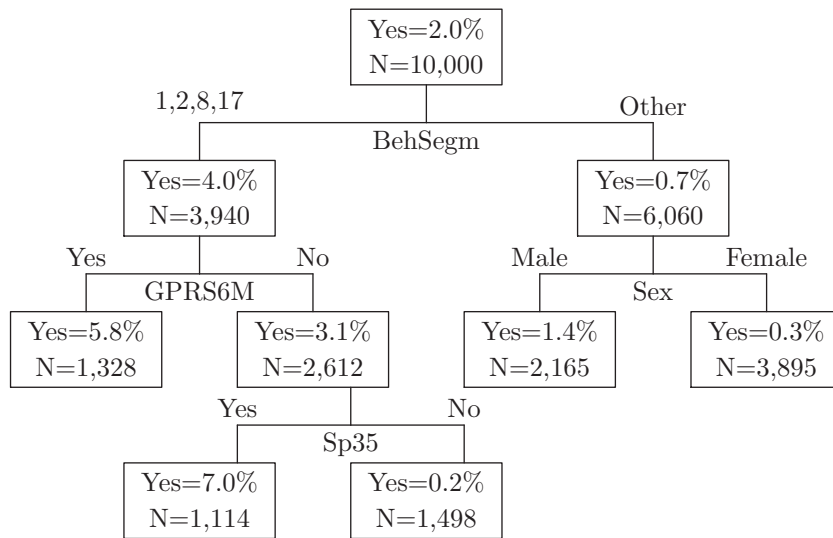 Yes=2.0%
N=10,000
1,2,8,17
Other
BehSegm
Yes=4.0%
N=3,940
Yes=0.7%
N=6,060
Yes
No
GPRS6M
Male
Female
Sex
Yes=5.8%
N=1,328
Yes=3.1%
N=2,612
Yes=1.4%
N=2,165
Yes=0.3%
N=3,895
Yes
No
Sp35
Yes=7.0%
N=1,114
Yes=0.2%
N=1,498